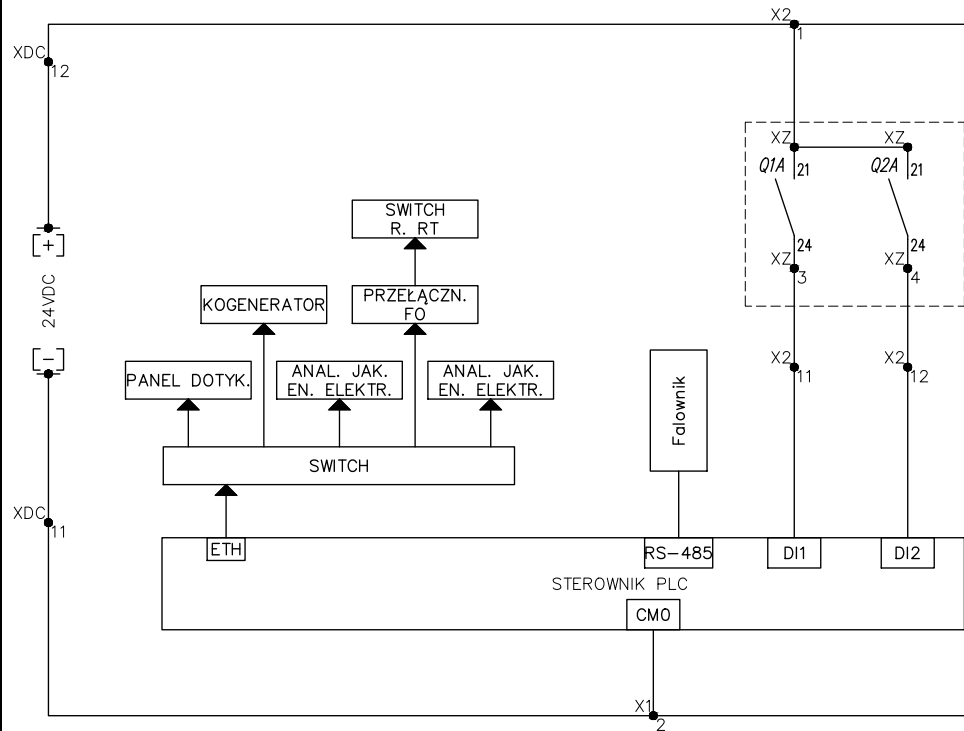 X2
1
XDC
12
XZ
XZ
Q1A
21
Q2A
21
SWITCH
R. RT
[+]
24
24
XZ
3
XZ
4
24VDC
KOGENERATOR
PRZEŁĄCZN.
FO
[-]
PANEL DOTYK.
ANAL. JAK.
EN. ELEKTR.
ANAL. JAK.
EN. ELEKTR.
X2
11
X2
12
Falownik
SWITCH
XDC
11
ETH
RS-485
DI1
DI2
STEROWNIK PLC
CM0
X1
2